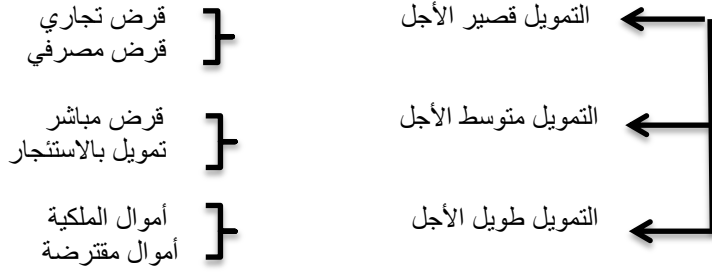 التمويل قصير الأجل
قرض تجاري
قرض مصرفي
التمويل متوسط الأجل
قرض مباشر
تمويل بالاستئجار
التمويل طويل الأجل
أموال الملكية
أموال مقترضة